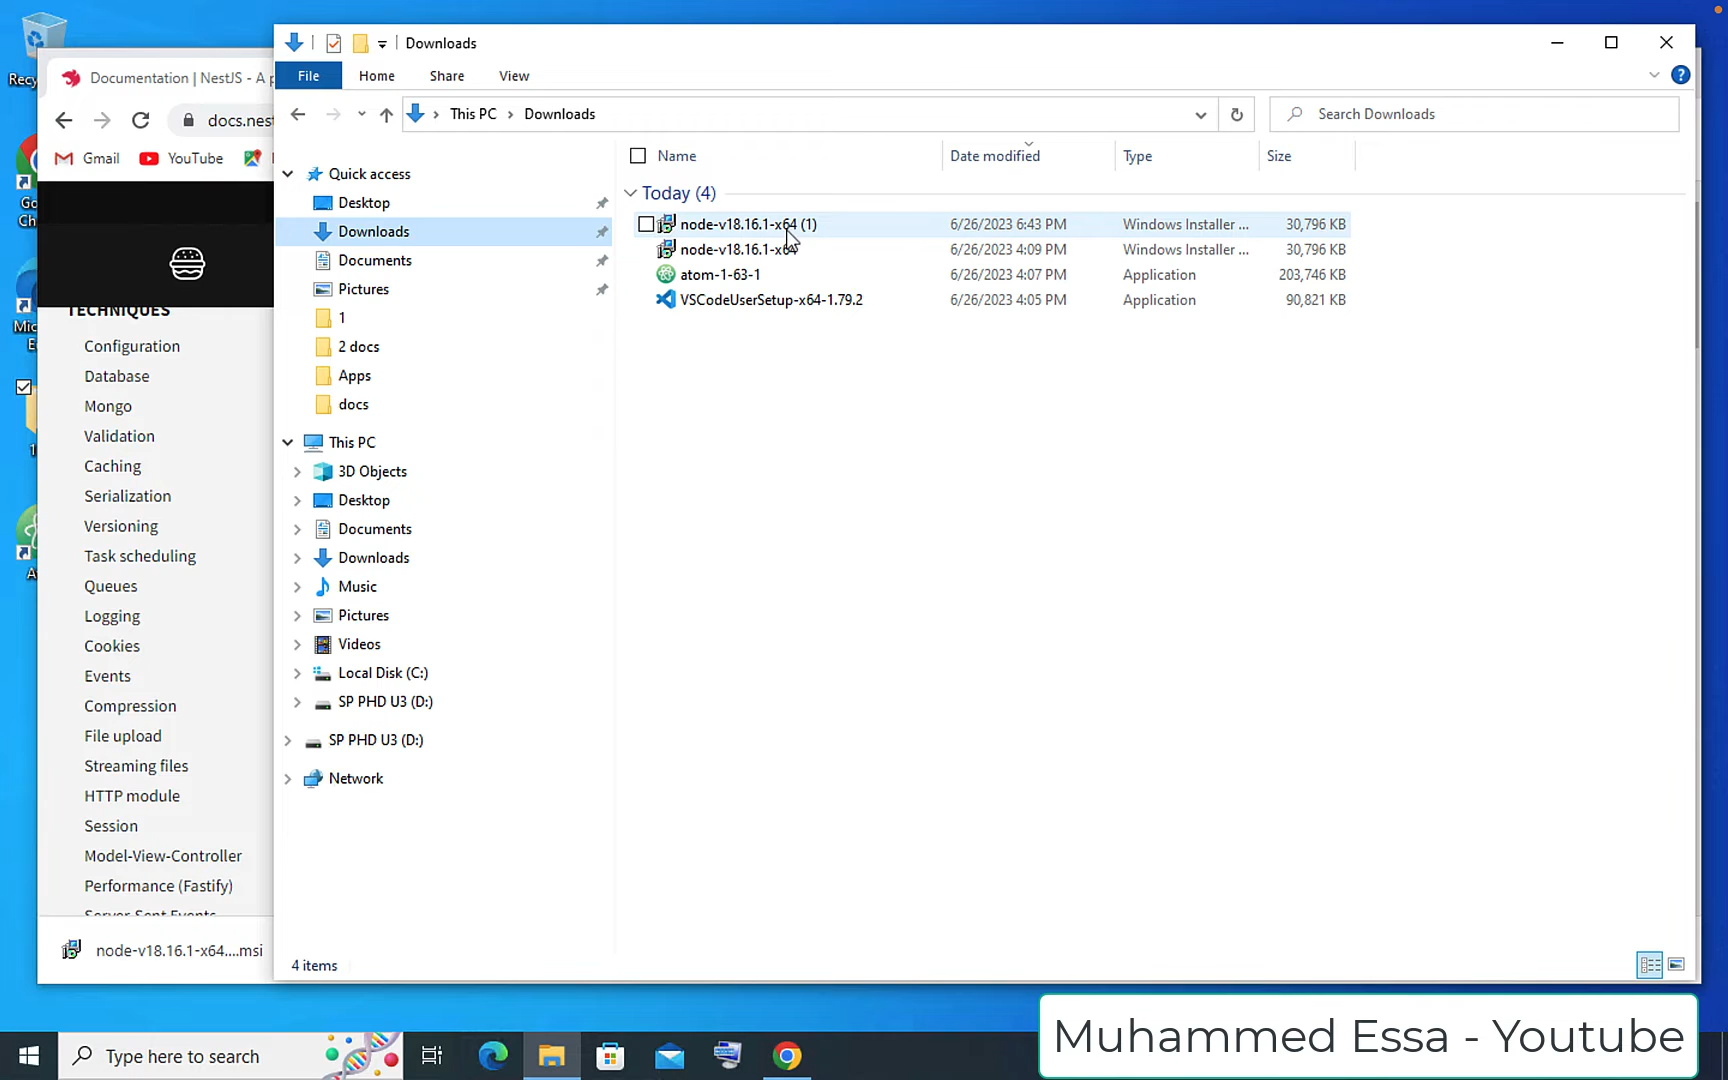 Downloads
File
Home
Share
View
This PC
Downloads
Search Downloads
Name
Date modified
Type
Size
Today (4)
node-v18.16.1-x64 (1)
6/26/2023 6:43 PM
Windows Installer ...
30,796 KB
node-v18.16.1-x64
6/26/2023 4:09 PM
Windows Installer ...
30,796 KB
atom-1-63-1
6/26/2023 4:07 PM
Application
203,746 KB
VSCodeUserSetup-x64-1.79.2
6/26/2023 4:05 PM
Application
90,821 KB
Quick access
Desktop
Downloads
Documents
Pictures
1
2 docs
Apps
docs
This PC
3D Objects
Desktop
Documents
Downloads
Music
Pictures
Videos
Local Disk (C:)
SP PHD U3 (D:)
SP PHD U3 (D:)
Network
4 items
Documentation | NestJS - A p
docs.nest
Gmail
YouTube
TECHNIQUES
Configuration
Database
Mongo
Validation
Caching
Serialization
Versioning
Task scheduling
Queues
Logging
Cookies
Events
Compression
File upload
Streaming files
HTTP module
Session
Model-View-Controller
Performance (Fastify)
Server-Sent Events
node-v18.16.1-x64....msi
Recy
Go
Ch
Mic
E
1
A
Type here to search
Muhammed Essa - Youtube